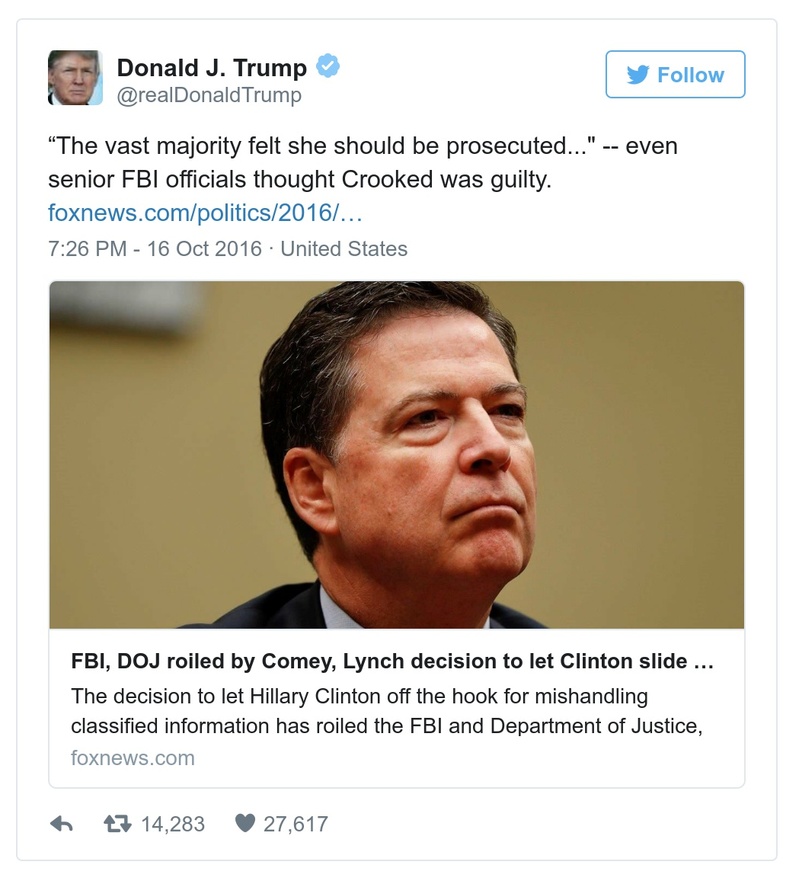 Donald J. Trump
@realDonaldTrump
Follow
“The vast majority felt she should be prosecuted..." -- even
senior FBI officials thought Crooked was guilty.
foxnews.com/politics/2016/…
7:26 PM - 16 Oct 2016 · United States
FBI, DOJ roiled by Comey, Lynch decision to let Clinton slide …
The decision to let Hillary Clinton off the hook for mishandling
classified information has roiled the FBI and Department of Justice,
foxnews.com
14,283 27,617